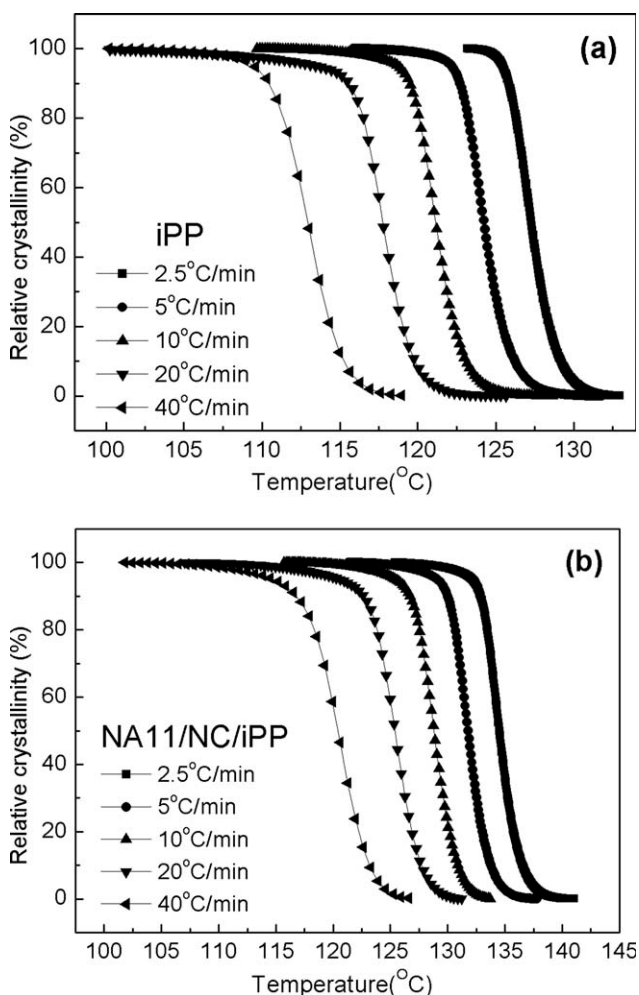 (a)
100
80
60
40
20
0
Relative crystallinity (%)
iPP
2.5°C/min
5°C/min
10°C/min
20°C/min
40°C/min
100 105 110 115 120 125 130
Temperature(°C)
(b)
100
80
60
40
20
0
Relative crystallinity (%)
NA11/NC/iPP
2.5°C/min
5°C/min
10°C/min
20°C/min
40°C/min
100 105 110 115 120 125 130 135 140 145
Temperature(°C)